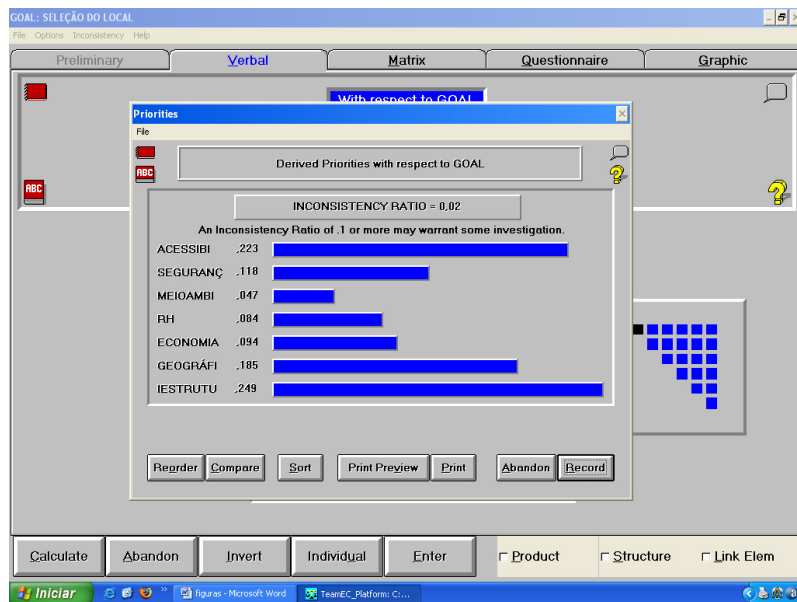 GOAL: SELEÇÃO DO LOCAL
File Options Inconsistency Help
Preliminary Verbal Matrix Questionnaire Graphic
With respect to GOAL
Priorities
File
ABC
Derived Priorities with respect to GOAL
ABC
INCONSISTENCY RATIO = 0,02
An Inconsistency Ratio of .1 or more may warrant some investigation.
ACESSIBI ,223
SEGURANÇ ,118
MEIOAMBI ,047
RH ,084
ECONOMIA ,094
GEOGRÁFI ,185
IESTRUTU ,249
Reorder Compare Sort Print Preview Print Abandon Record
Calculate Abandon Invert Individual Enter Product Structure Link Elem
Iniciar figuras - Microsoft Word TeamEC_Platform: C:...